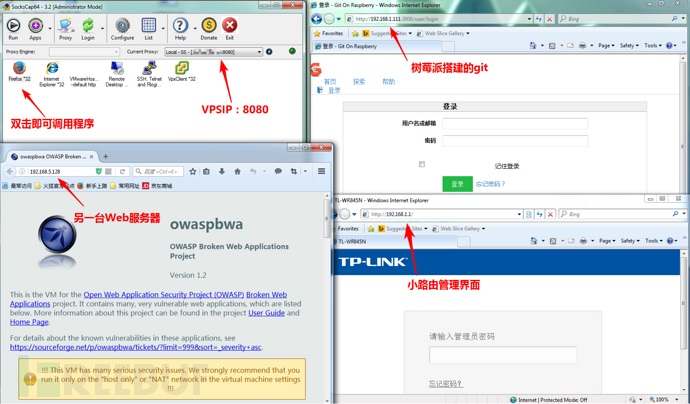 SocksCap64 - 3.2 [Administrator Mode]
Run Apps Proxy Login Configure List Help Donate Exit
Proxy Engine: Current Proxy: Local - SS - :8080]
Firefox *32
Internet Explorer *32
VMwareHos... -default http
Remote Desktop
SSH, Telnet and Rlog...
VpxClient *32
双击即可调用程序
VPSIP：8080
登录 - Git On Raspberry - Windows Internet Explorer
http://192.168.1.111:3000/user/login
Bing
Favorites Suggested Sites Web Slice Gallery
登录 - Git On Raspberry
Page Safety Tools
树莓派搭建的git
首页 探索 帮助
登录
登录
用户名或邮箱
密码
记住登录
登录 忘记密码？
owaspbwa OWASP Broken W...
192.168.5.128
百度 <Ctrl+K>
最常访问 火狐官方站点 新手上路 常用网址 京东商城
另一台Web服务器
owaspbwa
OWASP Broken Web Applications
Project
Version 1.2
This is the VM for the Open Web Application Security Project (OWASP) Broken Web
Applications project. It contains many, very vulnerable web applications, which are listed
below. More information about this project can be found in the project User Guide and
Home Page.
For details about the known vulnerabilities in these applications, see
https://sourceforge.net/p/owaspbwa/tickets/?limit=999&sort=_severity+asc.
!!! This VM has many serious security issues. We strongly recommend that you
run it only on the "host only" or "NAT" network in the virtual machine settings
!!!
TL-WR845N - Windows Internet Explorer
http://192.168.1.1/
Bing
Favorites Suggested Sites Web Slice Gallery
TL-WR845N
Page Safety Tools
小路由管理界面
TP-LINK
请输入管理员密码
忘记密码？
Internet | Protected Mode: Off
100%